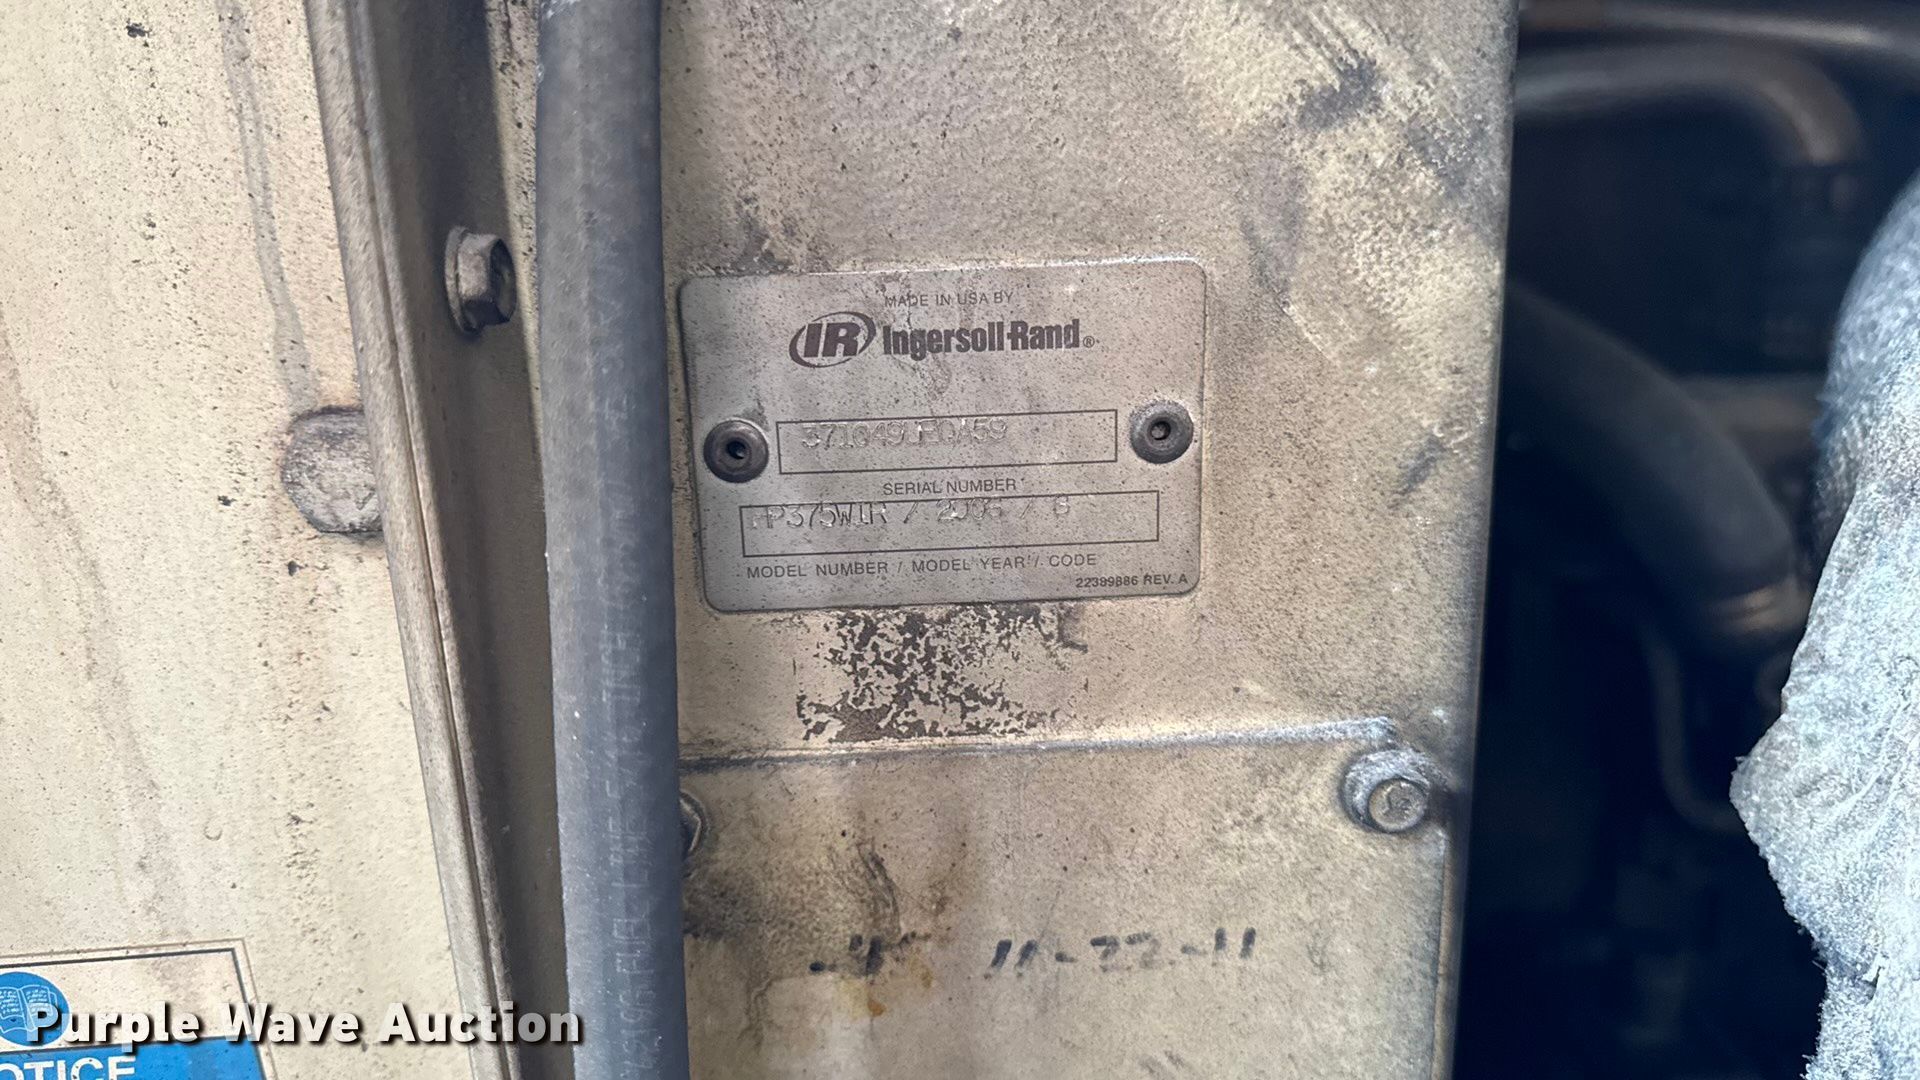 MADE IN USA BY
IR Ingersoll-Rand®
SERIAL NUMBER
HP375WIR / 2006 / 6
MODEL NUMBER / MODEL YEAR / CODE
22389886 REV. A
11-22-11
Purple Wave Auction
OTICE